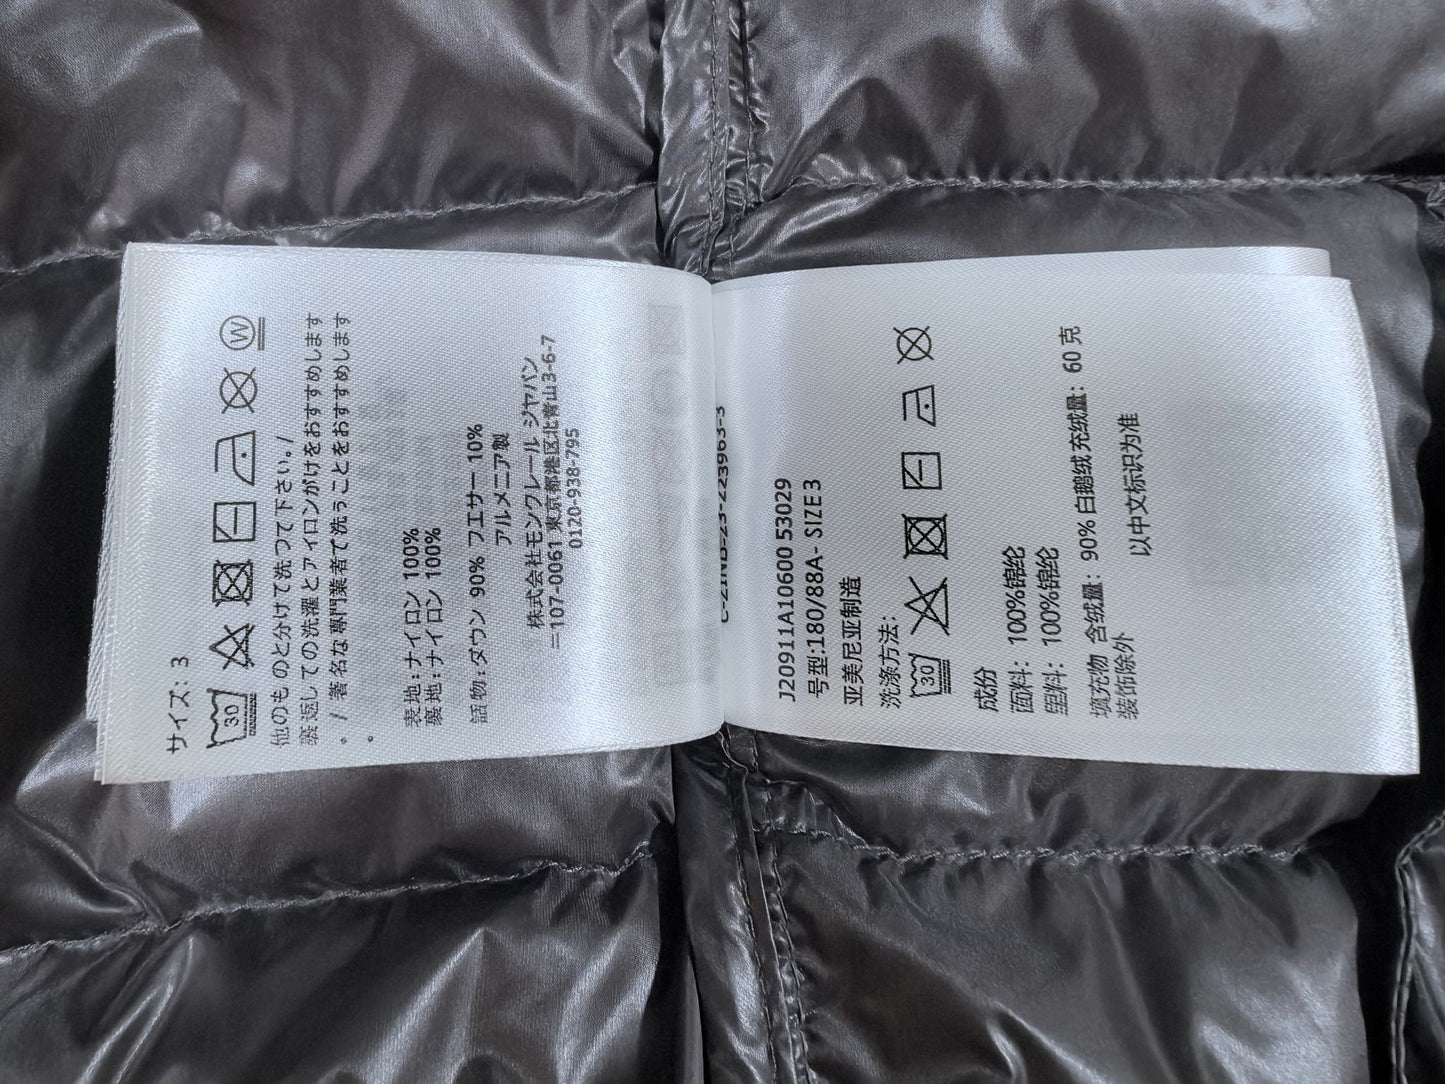 サイズ: 3
30
W
他のものと分けて洗つて下さい。/
裏返しての洗濯とアイロンがけをおすすめします
。/ 著名な専門業者で洗ぅことをおすすめします
。
表地:ナイロン 100%
裏地:ナイロン 100%
詰物:ダウン 90% フエサー 10%
アルメニア製
株式会社モンクレール ジャパン
〒107-0061 東京都港区北青山3-6-7
0120-938-795
C-ZIND-23-223963-3
J20911A10600 53029
号型:180/88A- SIZE 3
亚美尼亚制造
洗涤方法:
30
成份
面料: 100%锦纶
里料: 100%锦纶
填充物 含绒量: 90% 白鹅绒 充绒量: 60 克
装饰除外
以中文标识为准